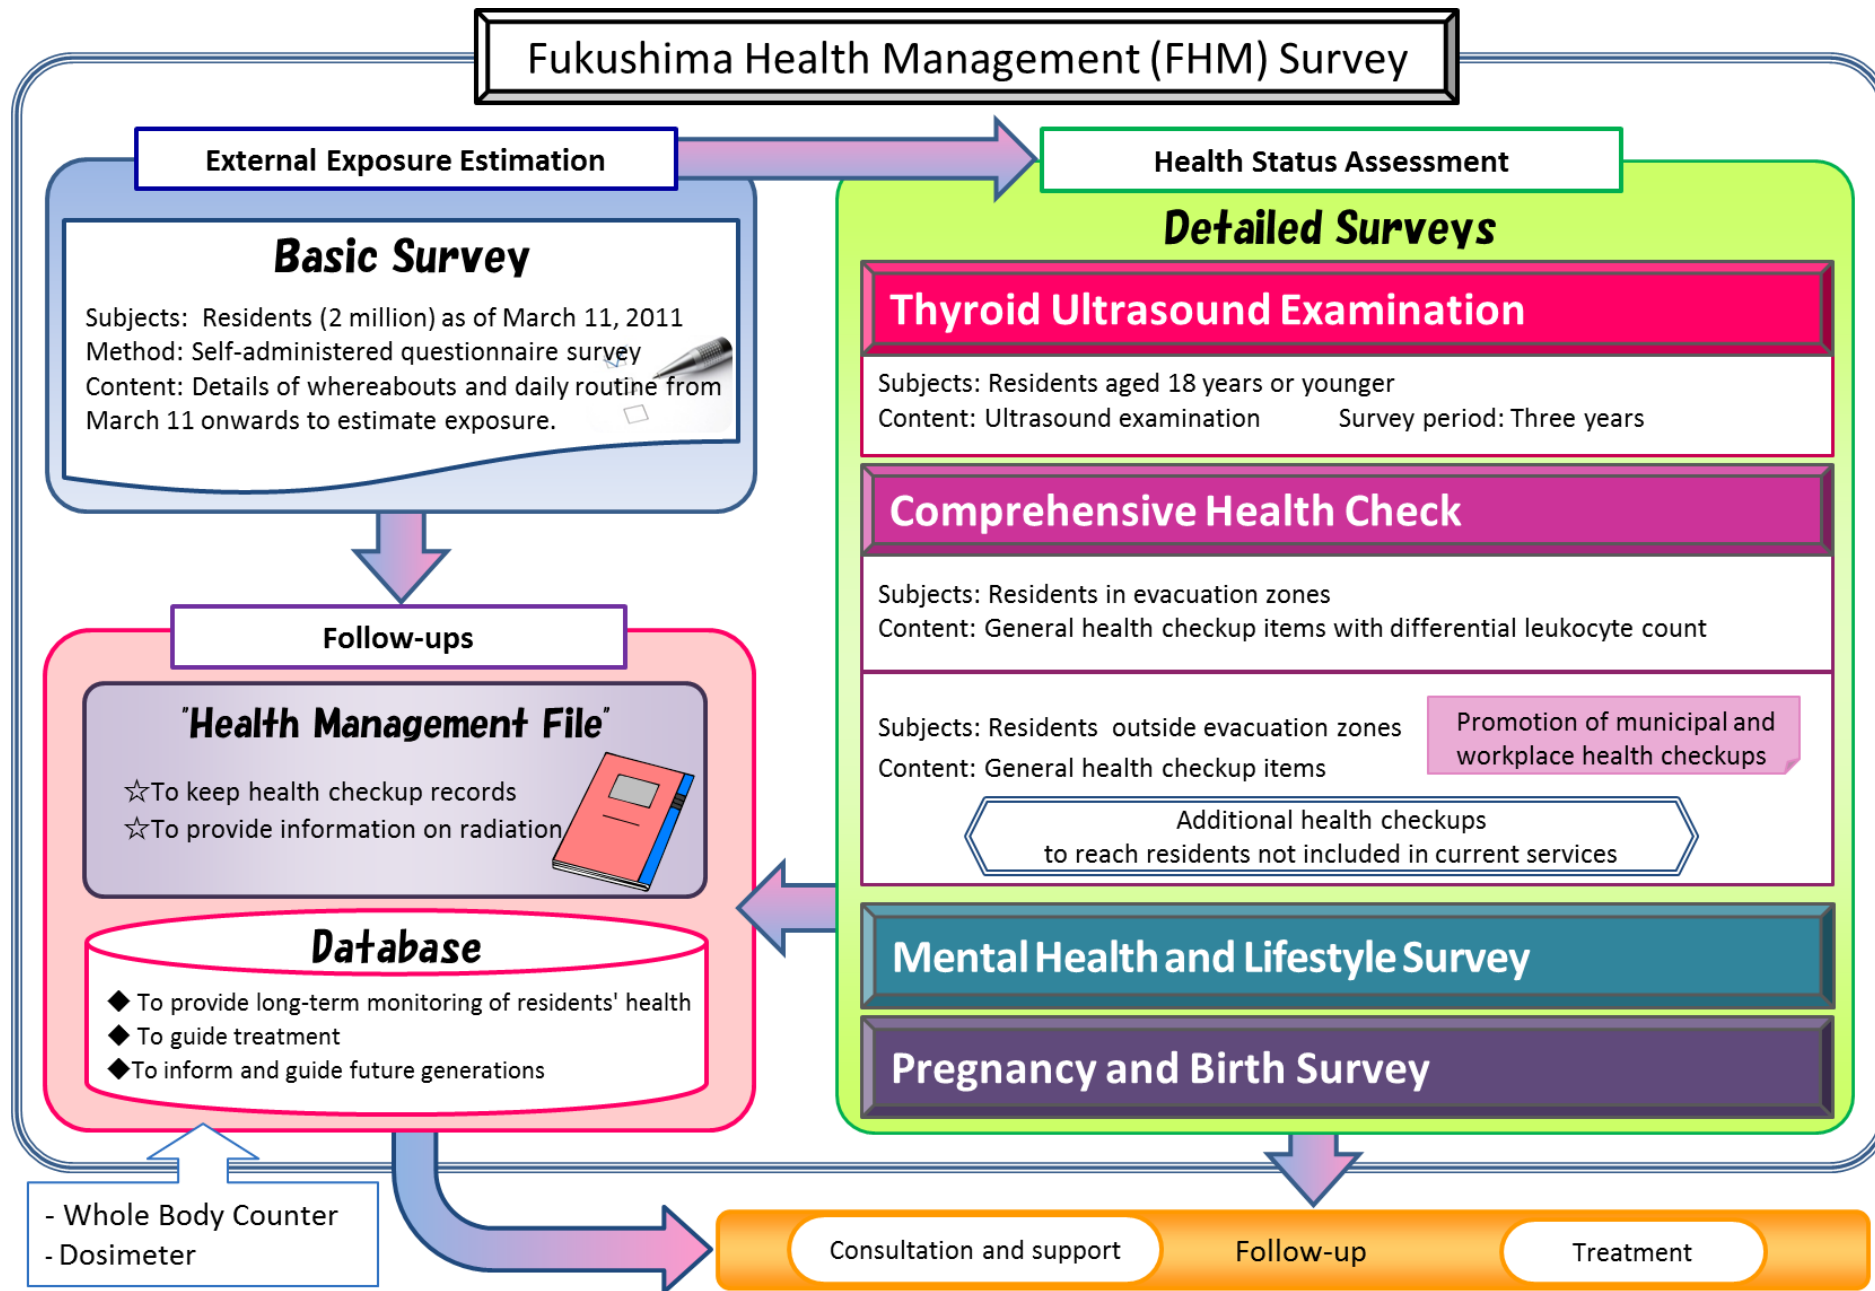 Fukushima Health Management (FHM) Survey
External Exposure Estimation
Basic Survey
Subjects: Residents (2 million) as of March 11, 2011
Method: Self-administered questionnaire survey
Content: Details of whereabouts and daily routine from
March 11 onwards to estimate exposure.
Follow-ups
"Health Management File"
☆To keep health checkup records
☆To provide information on radiation
Database
◆ To provide long-term monitoring of residents' health
◆ To guide treatment
◆To inform and guide future generations
- Whole Body Counter
- Dosimeter
Health Status Assessment
Detailed Surveys
Thyroid Ultrasound Examination
Subjects: Residents aged 18 years or younger
Content: Ultrasound examination Survey period: Three years
Comprehensive Health Check
Subjects: Residents in evacuation zones
Content: General health checkup items with differential leukocyte count
Subjects: Residents outside evacuation zones
Content: General health checkup items
Promotion of municipal and
workplace health checkups
Additional health checkups
to reach residents not included in current services
Mental Health and Lifestyle Survey
Pregnancy and Birth Survey
Consultation and support
Follow-up
Treatment